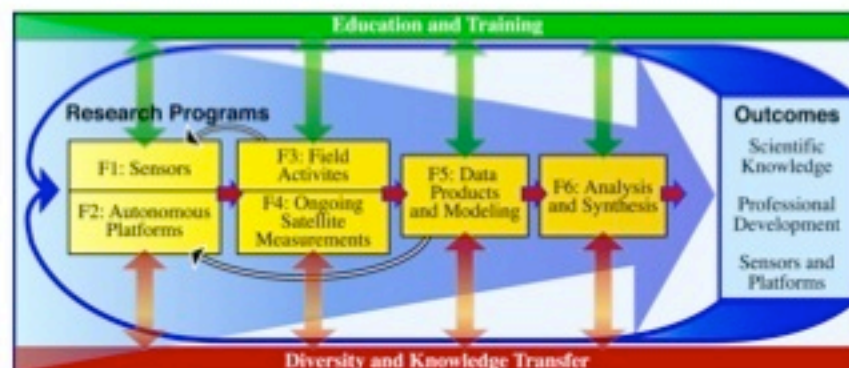 Education and Training
Research Programs
F1: Sensors
F2: Autonomous
Platforms
F3: Field
Activites
F4: Ongoing
Satellite
Measurements
F5: Data
Products
and Modeling
F6: Analysis
and Synthesis
Outcomes
Scientific
Knowledge
Professional
Development
Sensors and
Platforms
Diversity and Knowledge Transfer